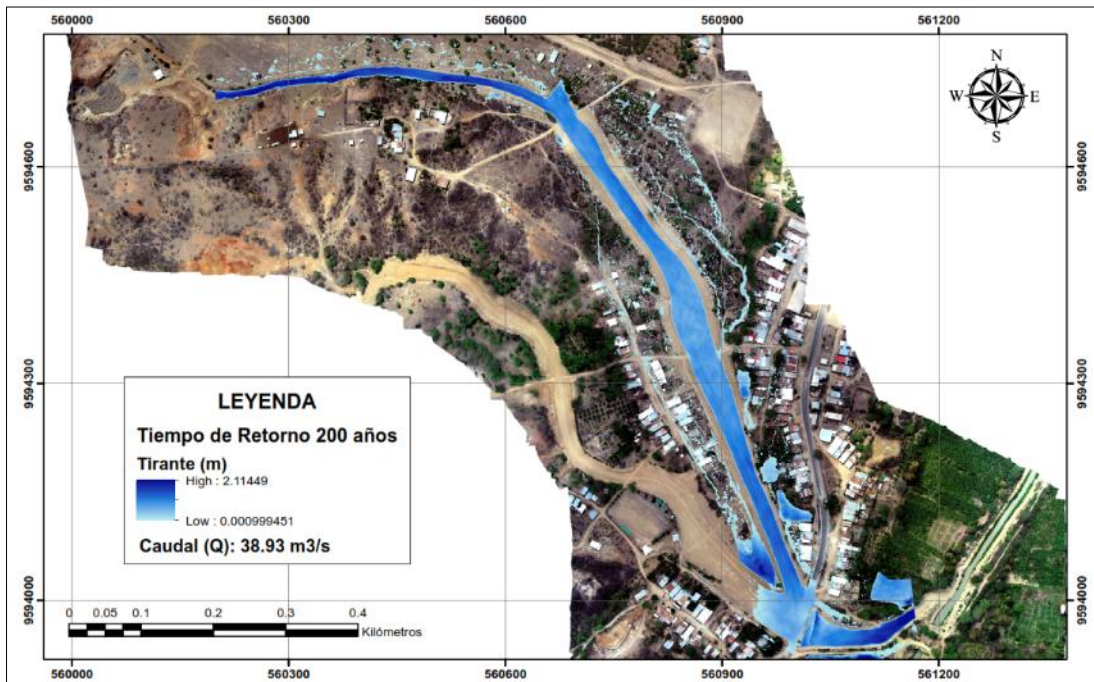 560000 560300 560600 560900 561200
N
W E
S
9594600 9594600
9594300 9594300
LEYENDA
Tiempo de Retorno 200 años
Tirante (m)
High : 2.11449
Low : 0.000999451
Caudal (Q): 38.93 m3/s
9594000 9594000
0 0.05 0.1 0.2 0.3 0.4
Kilómetros
560000 560300 560600 560900 561200